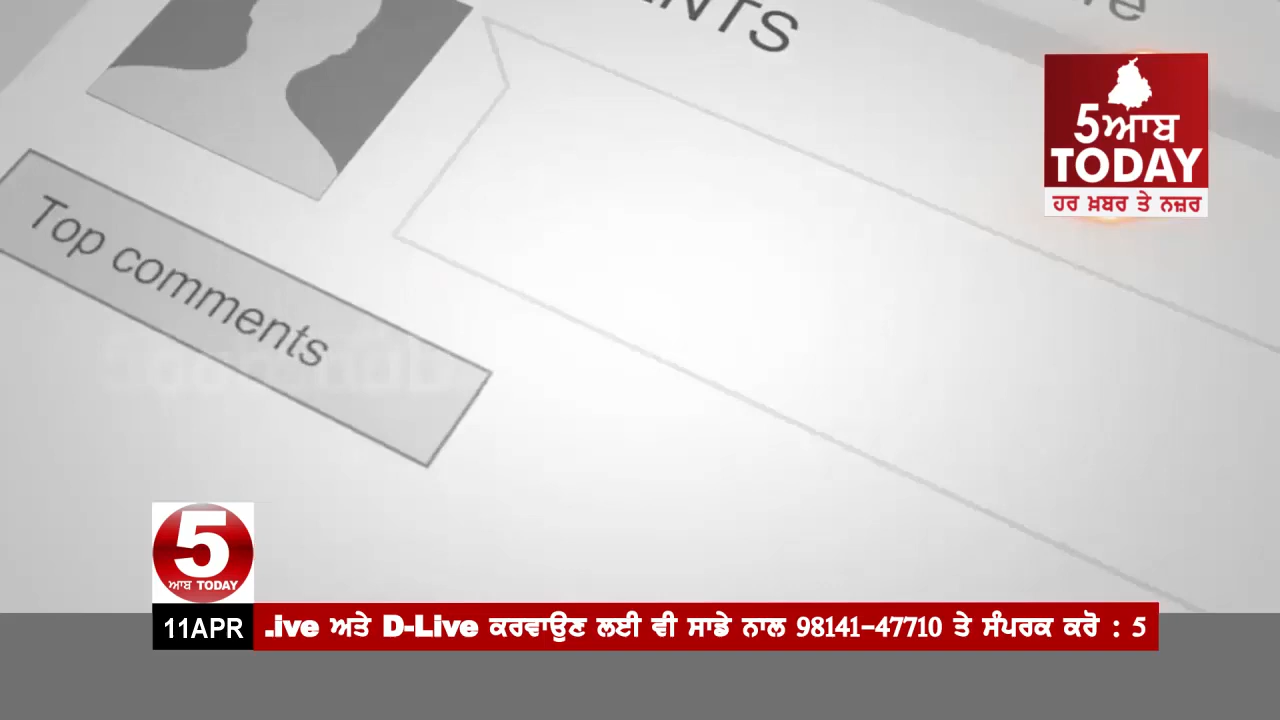 5ਆਬ
TODAY
ਹਰ ਖ਼ਬਰ ਤੇ ਨਜ਼ਰ
Top comments
5
ਆਬ TODAY
11APR
.ive ਅਤੇ D-Live ਕਰਵਾਉਣ ਲਈ ਵੀ ਸਾਡੇ ਨਾਲ 98141-47710 ਤੇ ਸੰਪਰਕ ਕਰੋ : 5